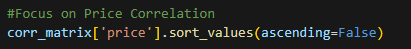 #Focus on Price Correlation
corr_matrix['price'].sort_values(ascending=False)